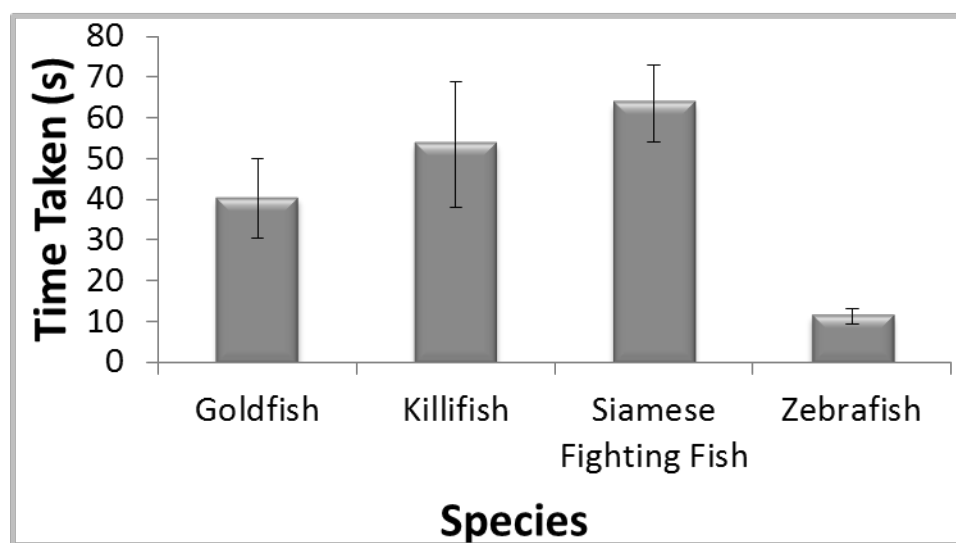 80
70
60
50
40
30
20
10
0
Time Taken (s)
Goldfish
Killifish
Siamese
Fighting Fish
Zebrafish
Species